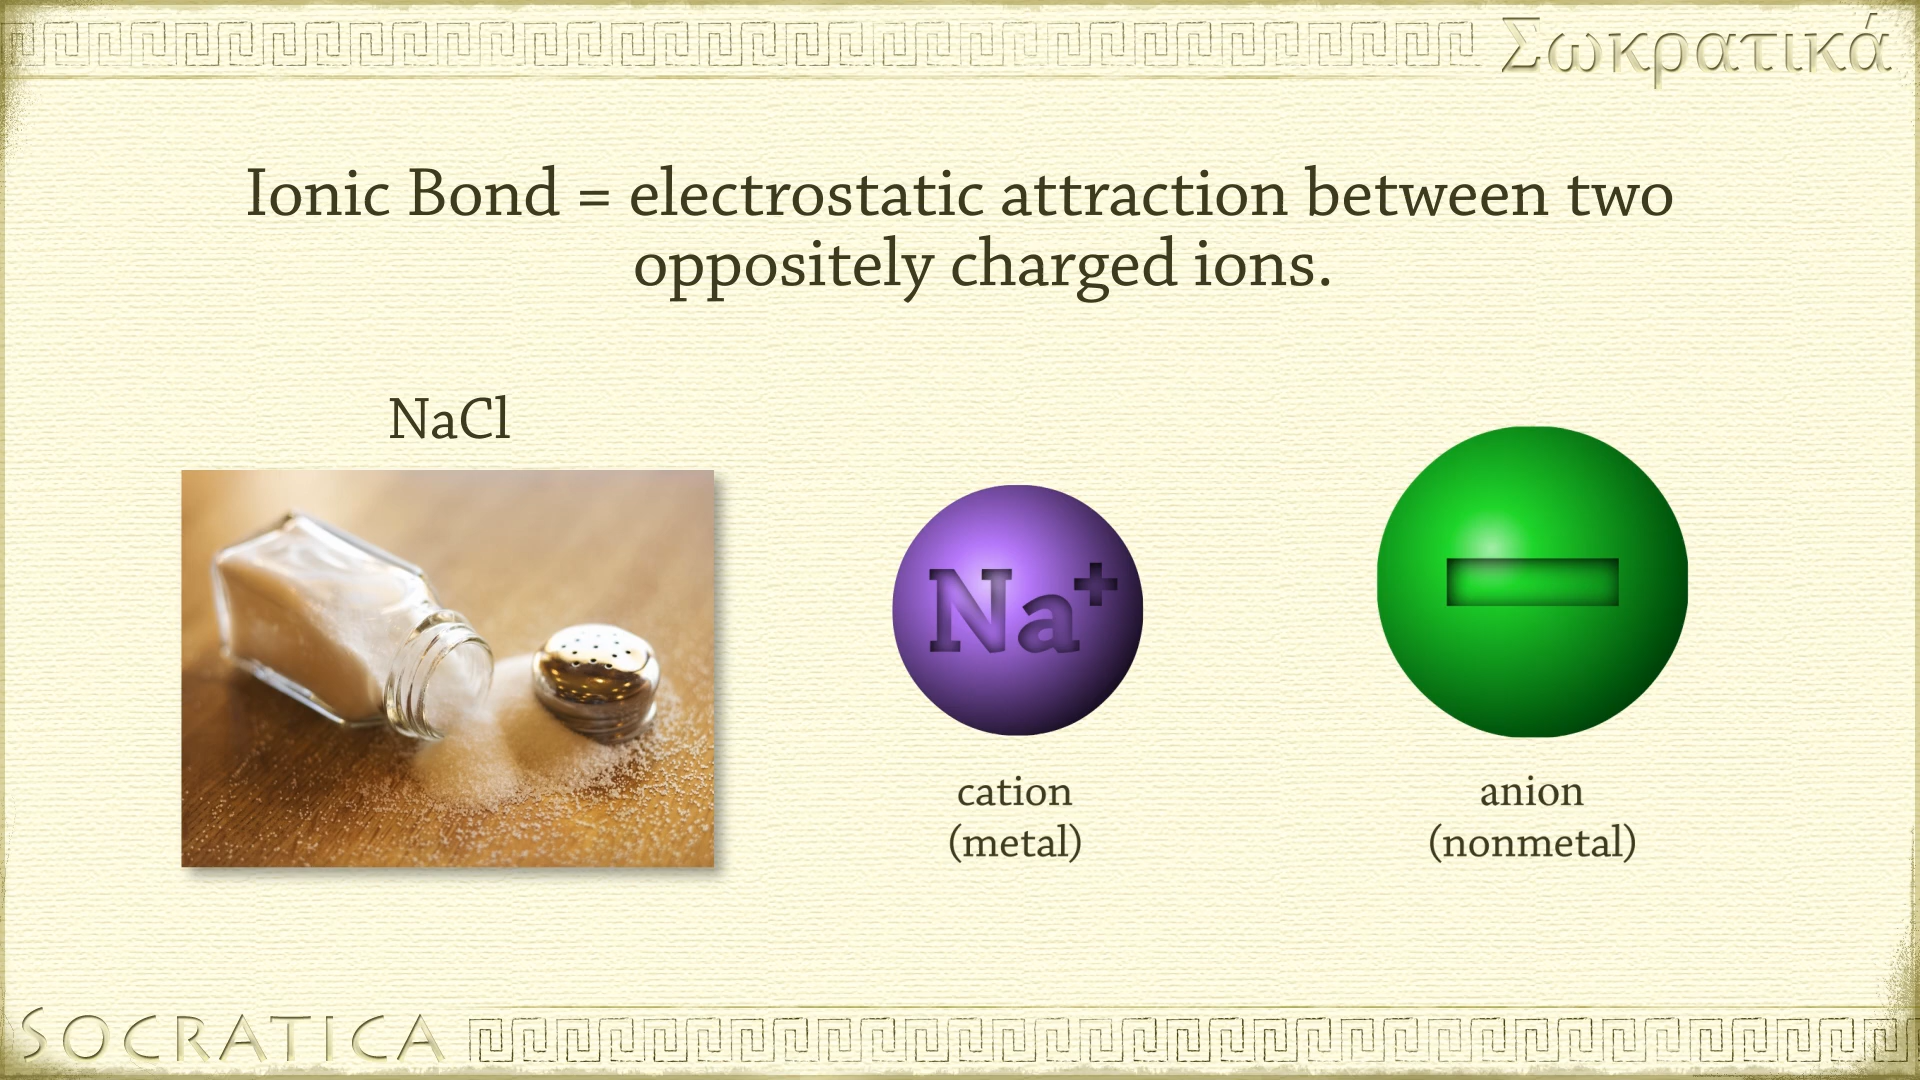 Σωκρατικά
Ionic Bond = electrostatic attraction between two
oppositely charged ions.
NaCl
Na⁺
−
cation
(metal)
anion
(nonmetal)
SOCRATICA